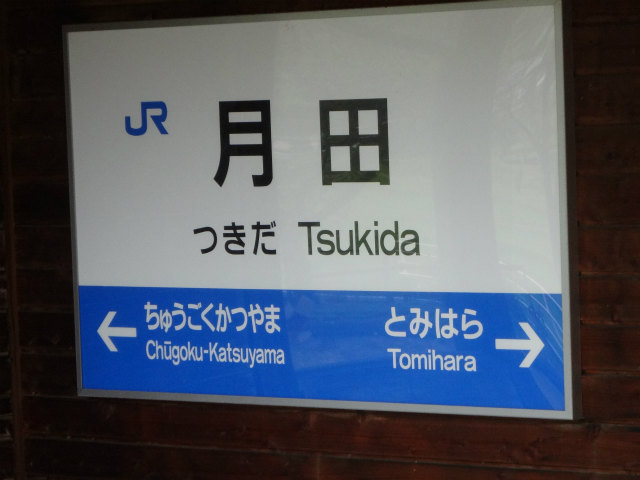 JR
月田
つきだ Tsukida
ちゅうごくかつやま
Chūgoku-Katsuyama
とみはら
Tomihara